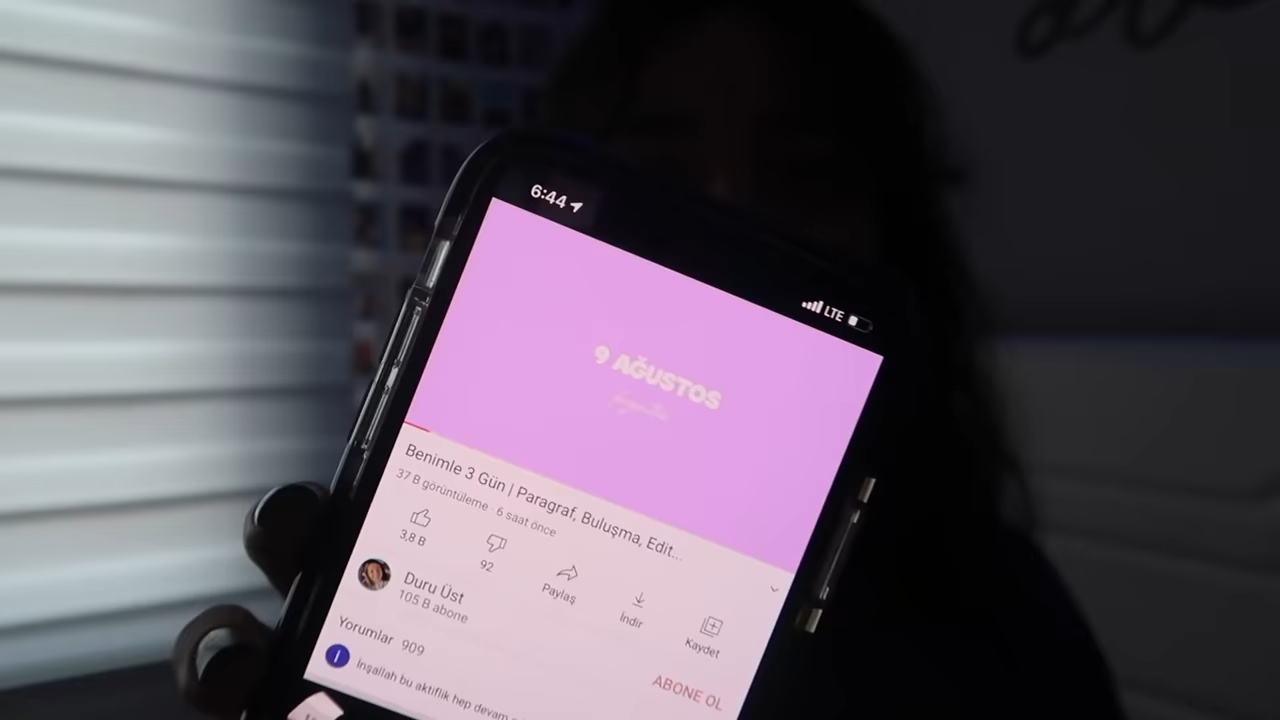 6:44
LTE
9 AĞUSTOS
Benimle 3 Gün | Paragraf, Buluşma, Edit...
37 B görüntüleme · 6 saat önce
3,8 B
92
Paylaş
İndir
Kaydet
Duru Üst
105 B abone
ABONE OL
Yorumlar 909
I
İnşallah bu aktiflik hep devam